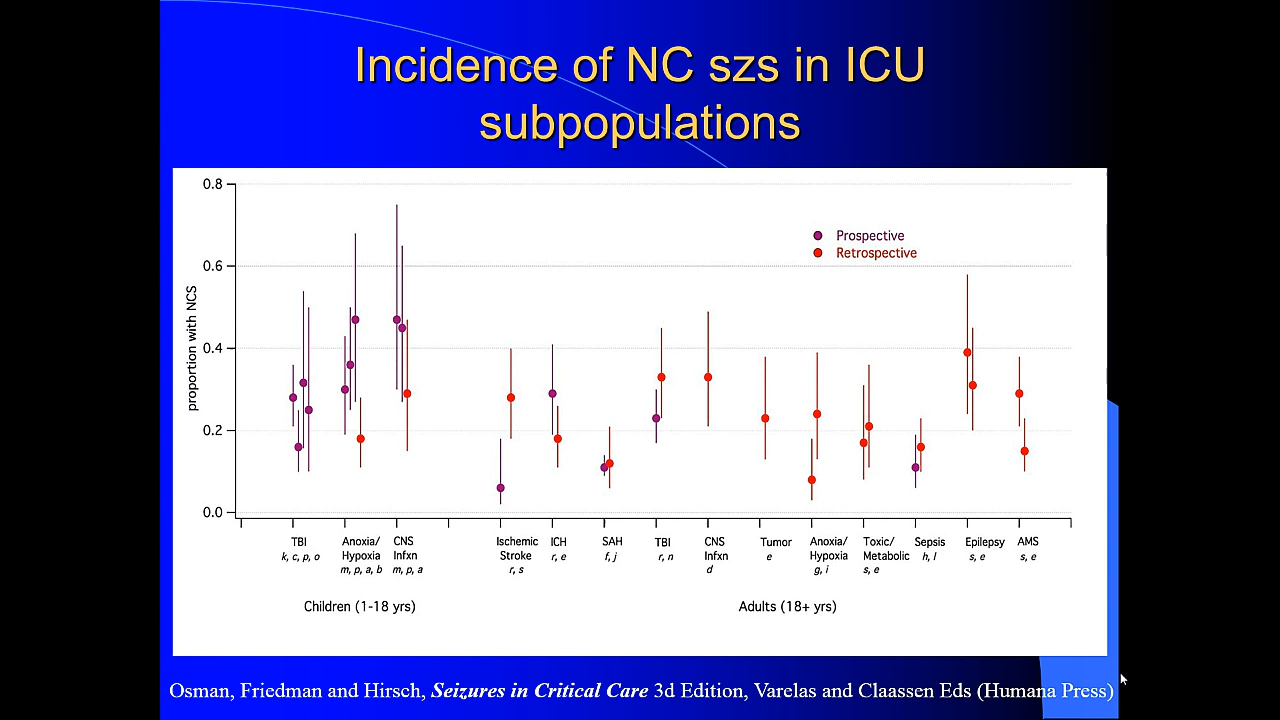 Incidence of NC szs in ICU
subpopulations
0.8
0.6
0.4
0.2
0.0
proportion with NCS
Prospective
Retrospective
TBI
k, c, p, o
Anoxia/
Hypoxia
m, p, a, b
CNS
Infxn
m, p, a
Ischemic
Stroke
r, s
ICH
r, e
SAH
f, j
TBI
r, n
CNS
Infxn
d
Tumor
e
Anoxia/
Hypoxia
g, i
Toxic/
Metabolic
s, e
Sepsis
h, l
Epilepsy
s, e
AMS
s, e
Children (1-18 yrs)
Adults (18+ yrs)
Osman, Friedman and Hirsch, Seizures in Critical Care 3d Edition, Varelas and Claassen Eds (Humana Press)